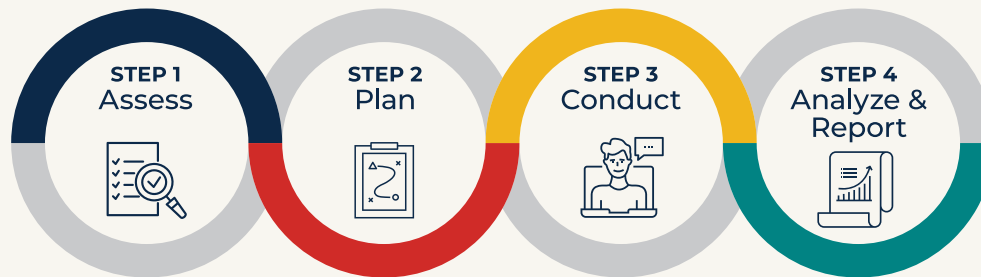 STEP 1
Assess
STEP 2
Plan
STEP 3
Conduct
STEP 4
Analyze &
Report